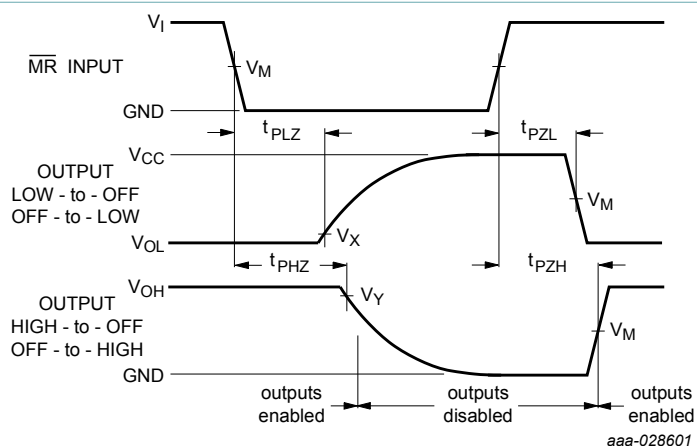 V_I
MR INPUT
V_M
GND
t_PLZ
t_PZL
V_CC
OUTPUT
LOW - to - OFF
OFF - to - LOW
V_M
V_X
V_OL
t_PHZ
t_PZH
V_OH
V_Y
OUTPUT
HIGH - to - OFF
OFF - to - HIGH
V_M
GND
outputs
enabled
outputs
disabled
outputs
enabled
aaa-028601